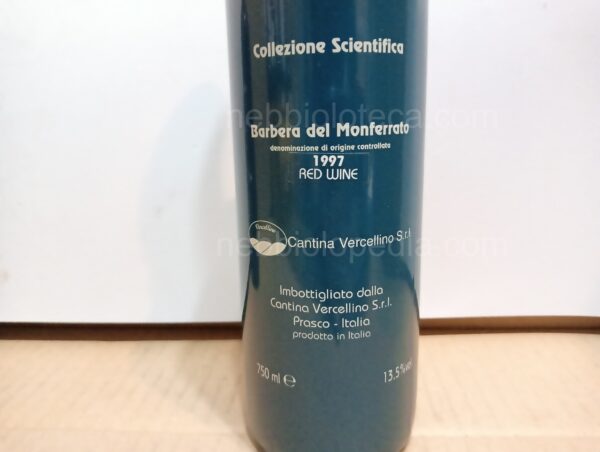 Collezione Scientifica
nebbioloteca.com
Barbera del Monferrato
denominazione di origine controllata
1997
RED WINE
Cantina Vercellino S.r.l.
nebbiolopedia.com
Imbottigliato dalla
Cantina Vercellino S.r.l.
Prasco - Italia
prodotto in Italia
750 ml e 13,5%vol